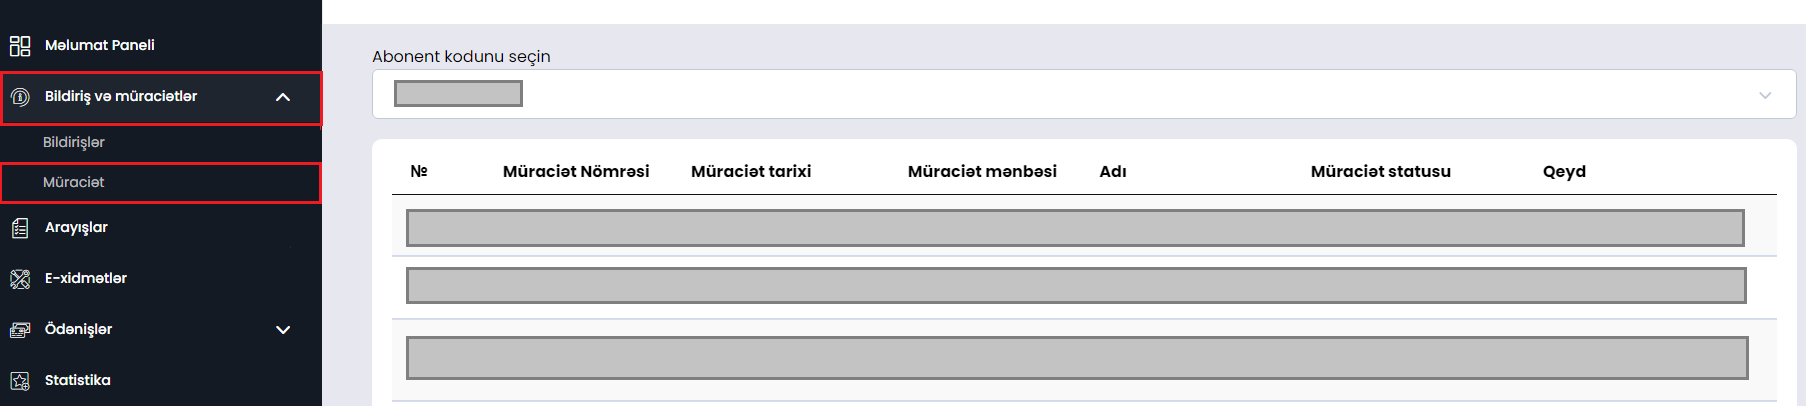 Məlumat Paneli
Bildiriş və müraciətlər
Bildirişlər
Müraciət
Arayışlar
E-xidmətlər
Ödənişlər
Statistika
Abonent kodunu seçin
№ Müraciət Nömrəsi Müraciət tarixi Müraciət mənbəsi Adı Müraciət statusu Qeyd